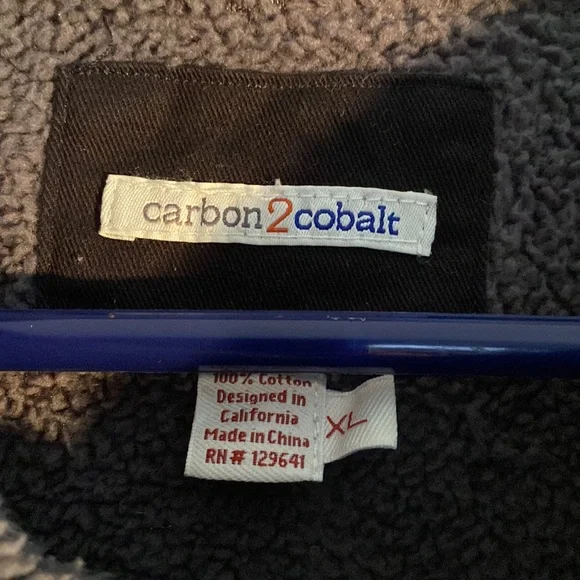 carbon2cobalt
100% Cotton
Designed in
California
Made in China
RN# 129641
XL